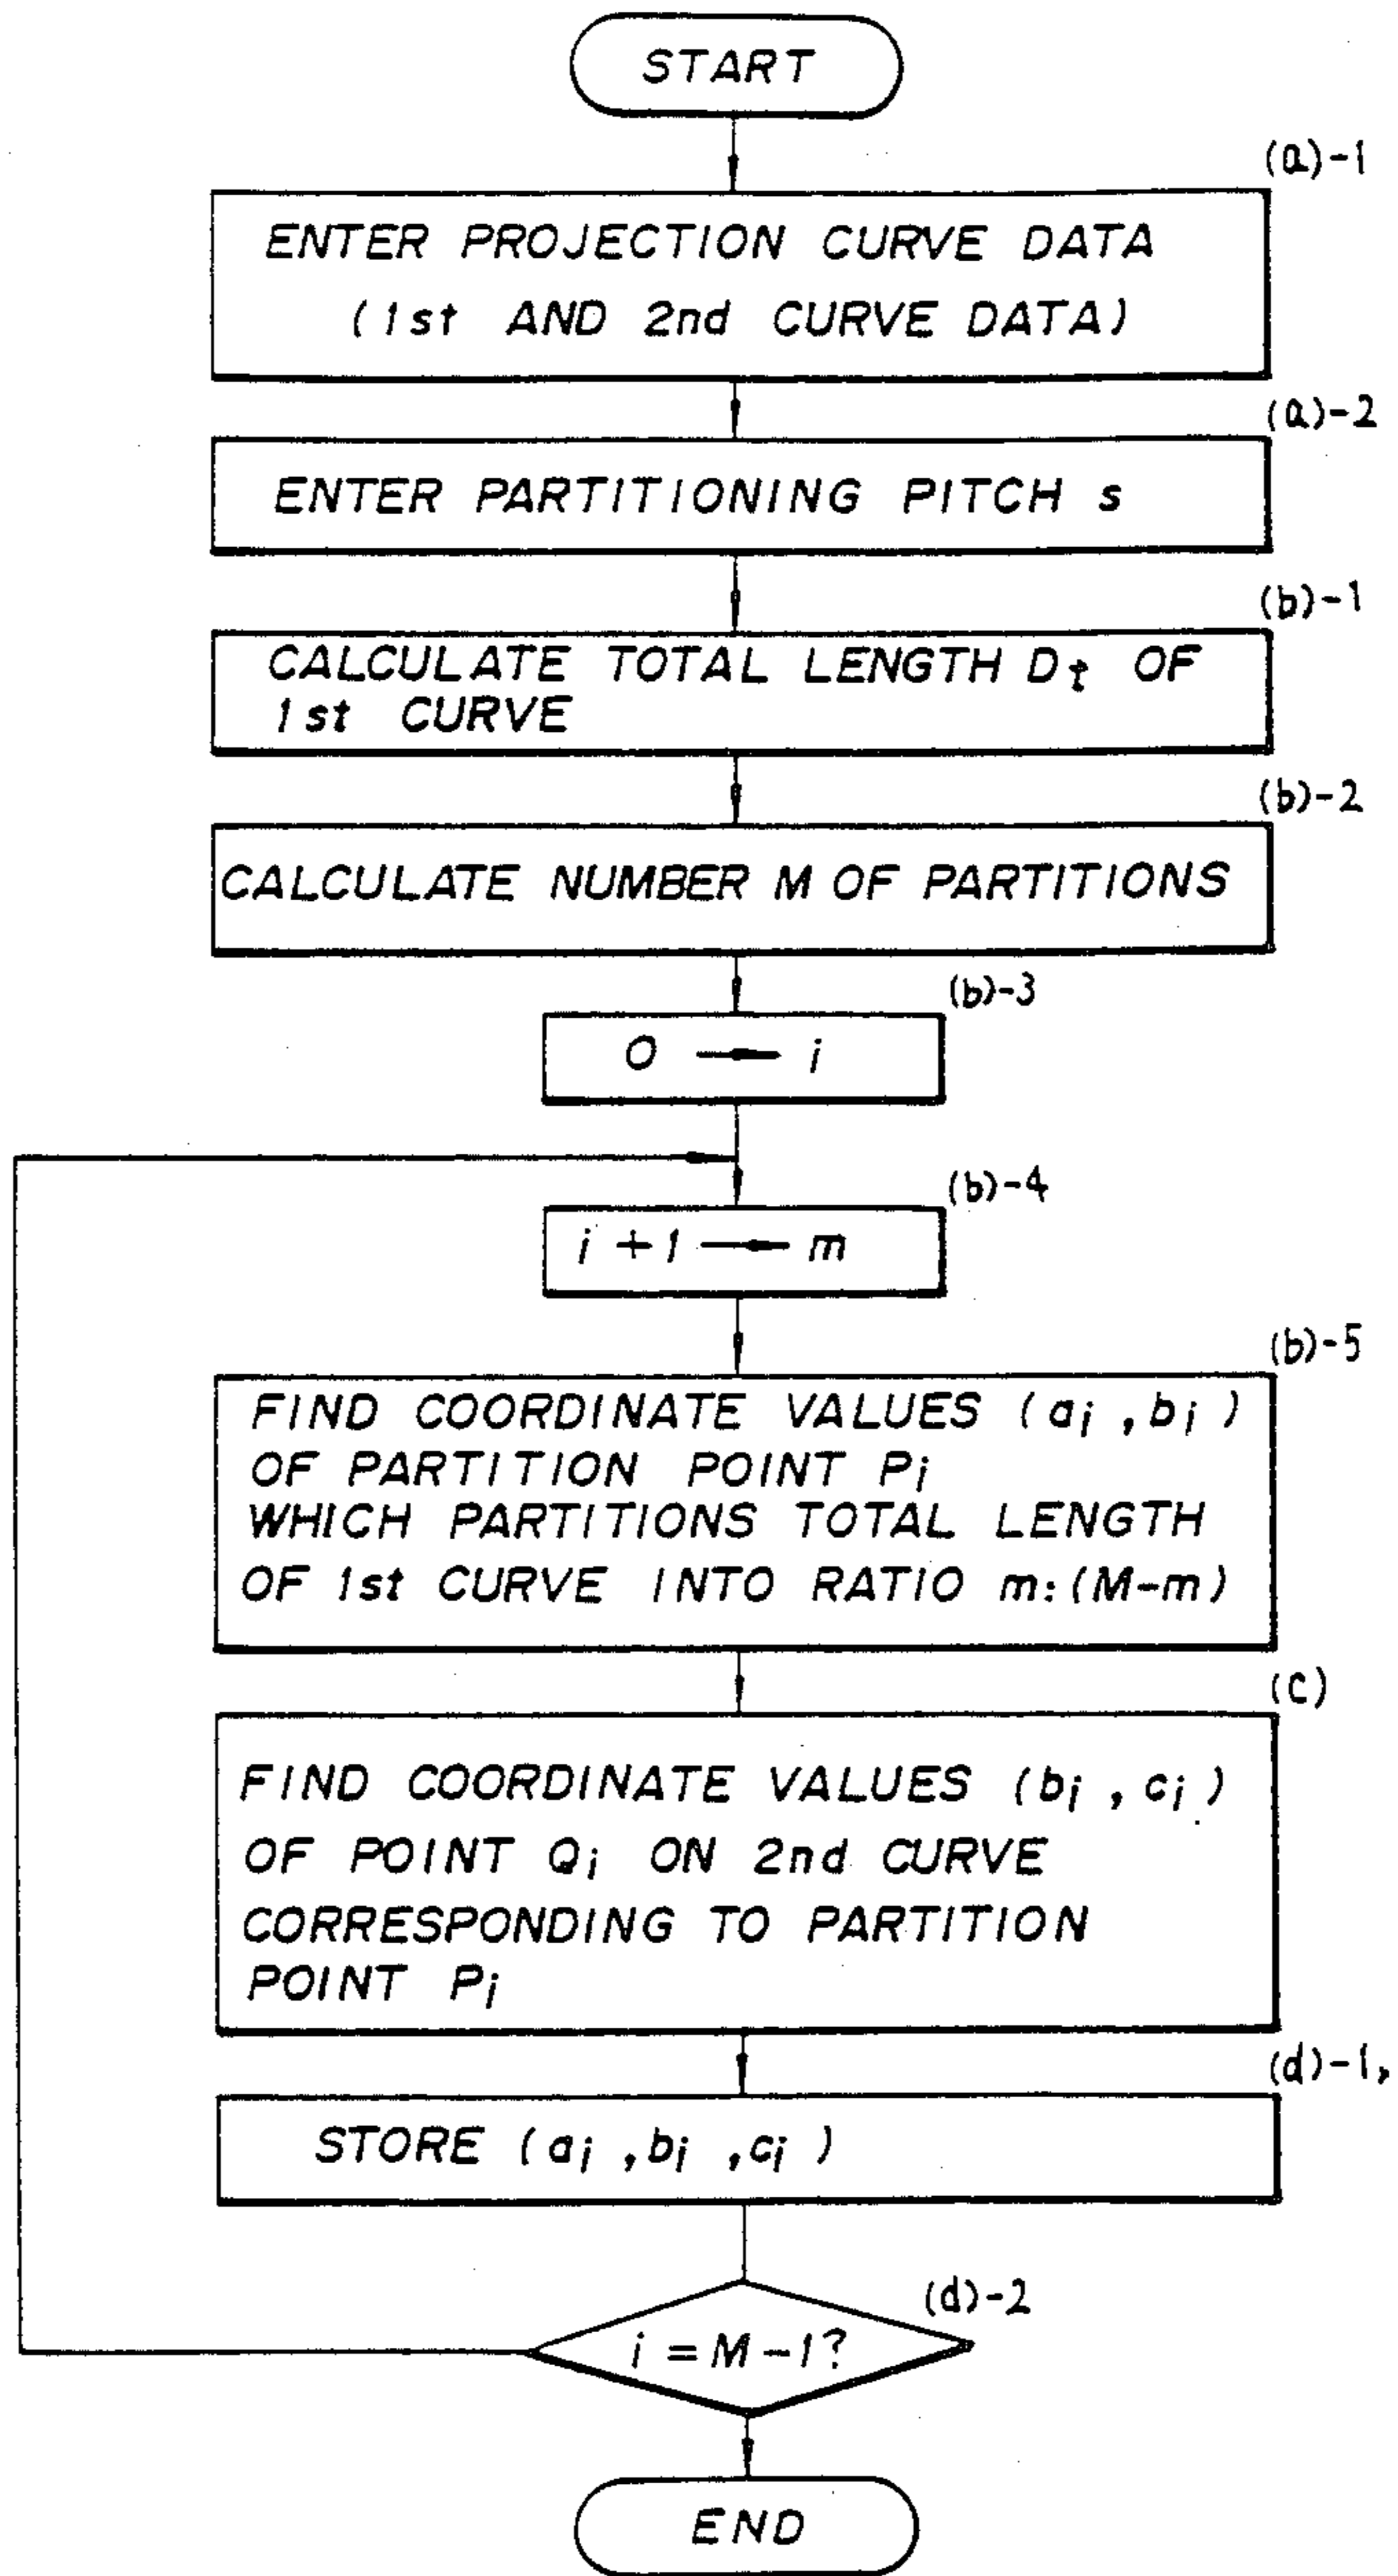 START
(a)-1
ENTER PROJECTION CURVE DATA
(1st AND 2nd CURVE DATA)
(a)-2
ENTER PARTITIONING PITCH s
(b)-1
CALCULATE TOTAL LENGTH Dt OF
1st CURVE
(b)-2
CALCULATE NUMBER M OF PARTITIONS
(b)-3
0 → i
(b)-4
i + 1 → m
(b)-5
FIND COORDINATE VALUES (ai, bi)
OF PARTITION POINT Pi
WHICH PARTITIONS TOTAL LENGTH
OF 1st CURVE INTO RATIO m:(M-m)
(c)
FIND COORDINATE VALUES (bi, ci)
OF POINT Qi ON 2nd CURVE
CORRESPONDING TO PARTITION
POINT Pi
(d)-1,
STORE (ai, bi, ci)
(d)-2
i = M-1?
END